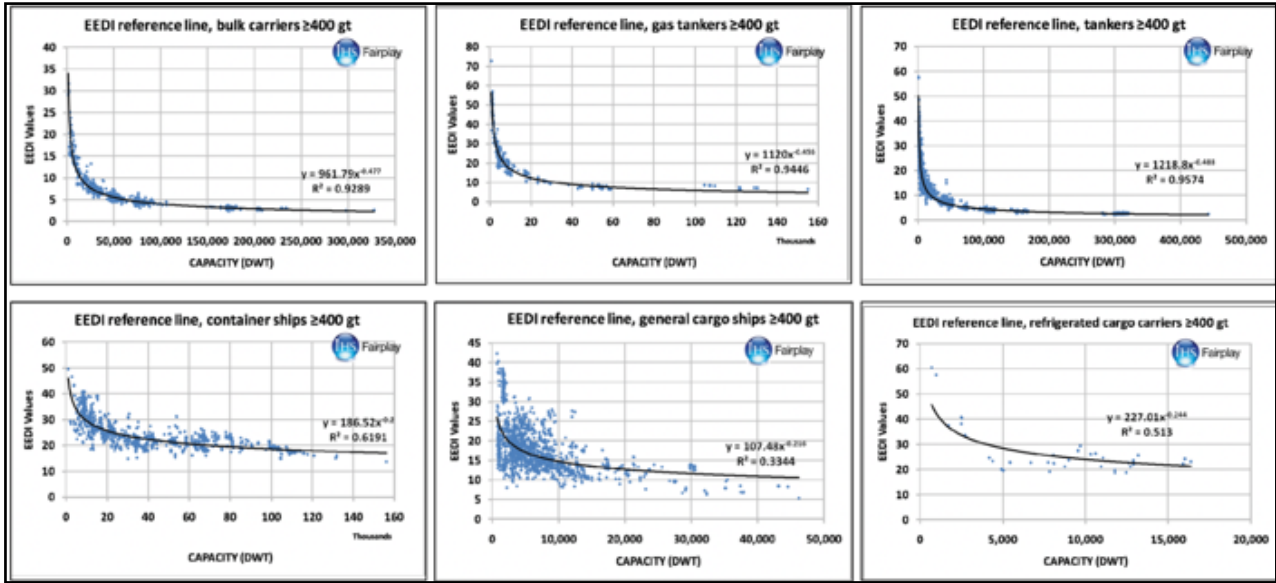 EEDI reference line, bulk carriers ≥400 gt
IHS Fairplay
EEDI Values
40
35
30
25
20
15
10
5
0
y = 961.79x^-0.477
R² = 0.9289
0 50,000 100,000 150,000 200,000 250,000 300,000 350,000
CAPACITY (DWT)
EEDI reference line, gas tankers ≥400 gt
IHS Fairplay
EEDI Values
80
70
60
50
40
30
20
10
0
y = 1120x^-0.456
R² = 0.9446
0 20 40 60 80 100 120 140 160
Thousands
CAPACITY (DWT)
EEDI reference line, tankers ≥400 gt
IHS Fairplay
EEDI Values
70
60
50
40
30
20
10
0
y = 1218.8x^-0.488
R² = 0.9574
0 100,000 200,000 300,000 400,000 500,000
CAPACITY (DWT)
EEDI reference line, container ships ≥400 gt
IHS Fairplay
EEDI Values
60
50
40
30
20
10
0
y = 186.52x^-0.2
R² = 0.6191
0 20 40 60 80 100 120 140 160
Thousands
CAPACITY (DWT)
EEDI reference line, general cargo ships ≥400 gt
IHS Fairplay
EEDI Values
45
40
35
30
25
20
15
10
5
0
y = 107.48x^-0.216
R² = 0.3344
0 10,000 20,000 30,000 40,000 50,000
CAPACITY (DWT)
EEDI reference line, refrigerated cargo carriers ≥400 gt
IHS Fairplay
EEDI Values
70
60
50
40
30
20
10
0
y = 227.01x^-0.244
R² = 0.513
0 5,000 10,000 15,000 20,000
CAPACITY (DWT)